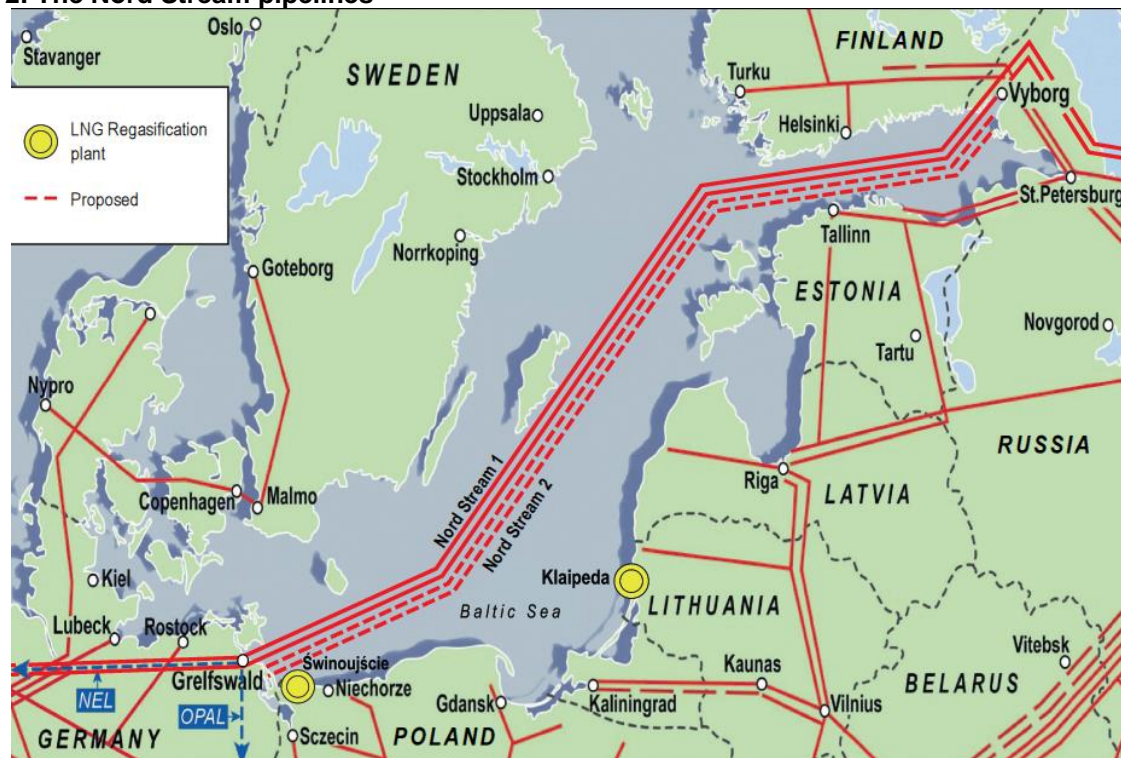 2. The Nord Stream pipelines
Oslo
Stavanger
SWEDEN
FINLAND
Turku
Vyborg
LNG Regasification
plant
Proposed
Uppsala
Helsinki
Stockholm
St.Petersburg
Tallinn
Norrkoping
Goteborg
ESTONIA
Novgorod
Tartu
Nypro
RUSSIA
Nord Stream 1
Nord Stream 2
Riga
LATVIA
Copenhagen
Malmo
Kiel
Klaipeda
Baltic Sea
LITHUANIA
Lubeck
Rostock
Vitebsk
Świnoujście
Kaunas
Grelfswald
Niechorze
BELARUS
NEL
Gdansk
Kaliningrad
Vilnius
OPAL
GERMANY
Sczecin
POLAND